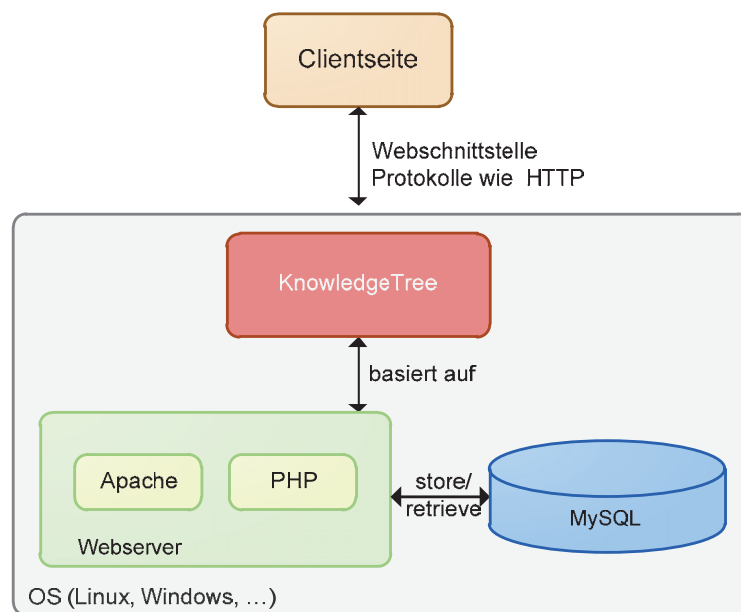 Clientseite
Webschnittstelle
Protokolle wie HTTP
KnowledgeTree
basiert auf
Apache
PHP
store/
retrieve
MySQL
Webserver
OS (Linux, Windows, ...)